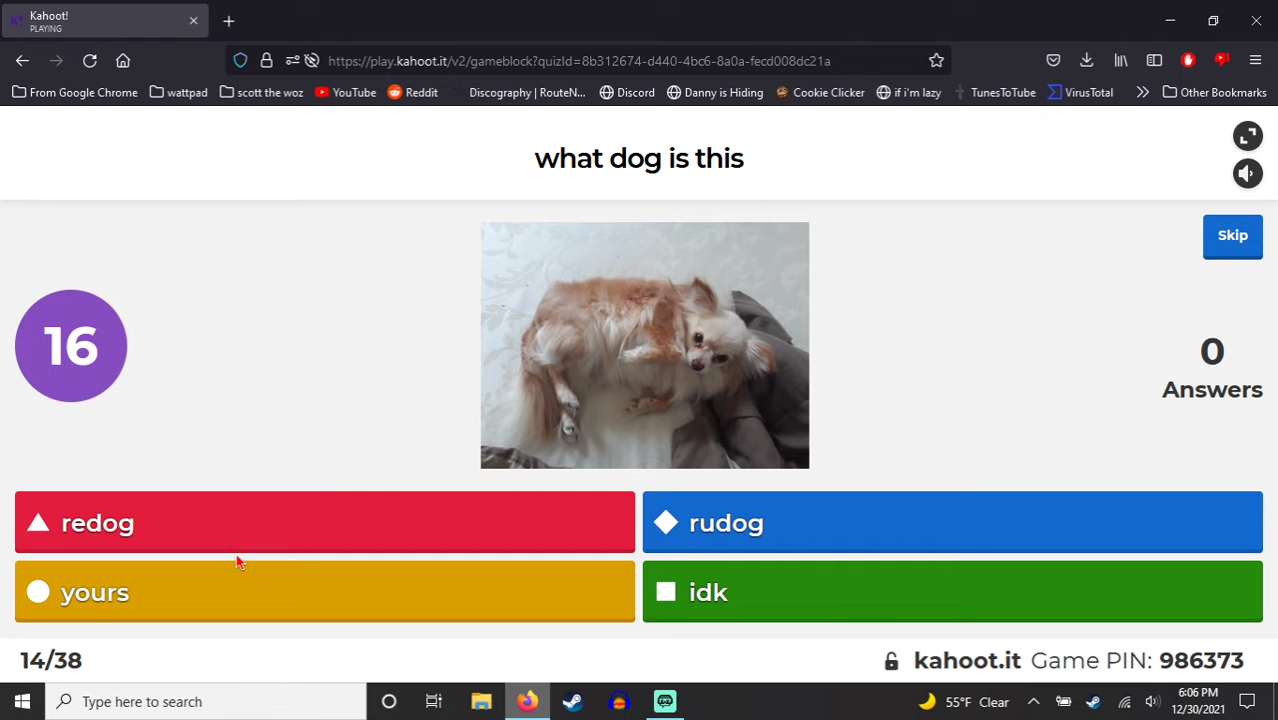 Kahoot!
PLAYING
https://play.kahoot.it/v2/gameblock?quizId=8b312674-d440-4bc6-8a0a-fecd008dc21a
From Google Chrome
wattpad
scott the woz
YouTube
Reddit
Discography | RouteN...
Discord
Danny is Hiding
Cookie Clicker
if i'm lazy
TunesToTube
VirusTotal
Other Bookmarks
what dog is this
Skip
16
0
Answers
redog
rudog
yours
idk
14/38
kahoot.it Game PIN: 986373
Type here to search
55°F Clear
6:06 PM
12/30/2021